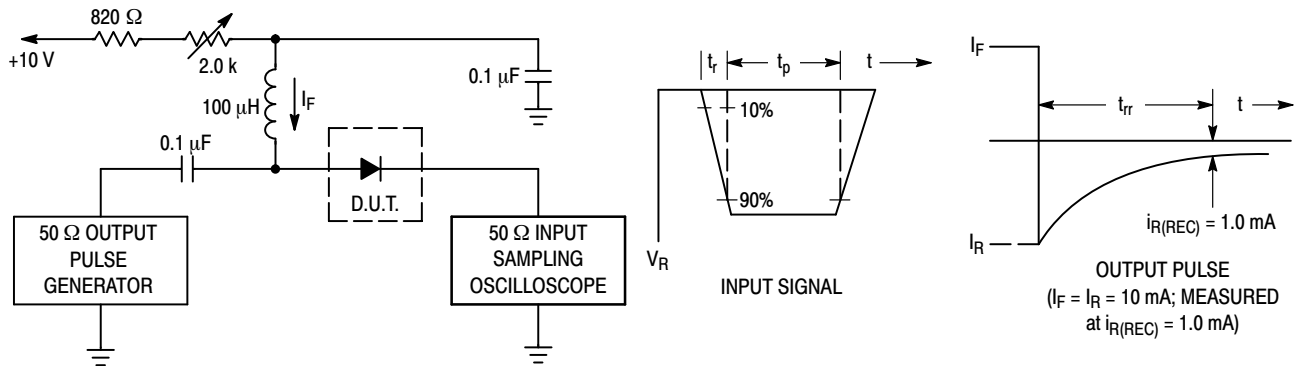 820 Ω
+10 V
2.0 k
100 μH
I_F
0.1 μF
0.1 μF
D.U.T.
50 Ω OUTPUT
PULSE
GENERATOR
50 Ω INPUT
SAMPLING
OSCILLOSCOPE
t_r
t_p
t
10%
90%
V_R
INPUT SIGNAL
I_F
t_rr
t
I_R
i_R(REC) = 1.0 mA
OUTPUT PULSE
(I_F = I_R = 10 mA; MEASURED
at i_R(REC) = 1.0 mA)